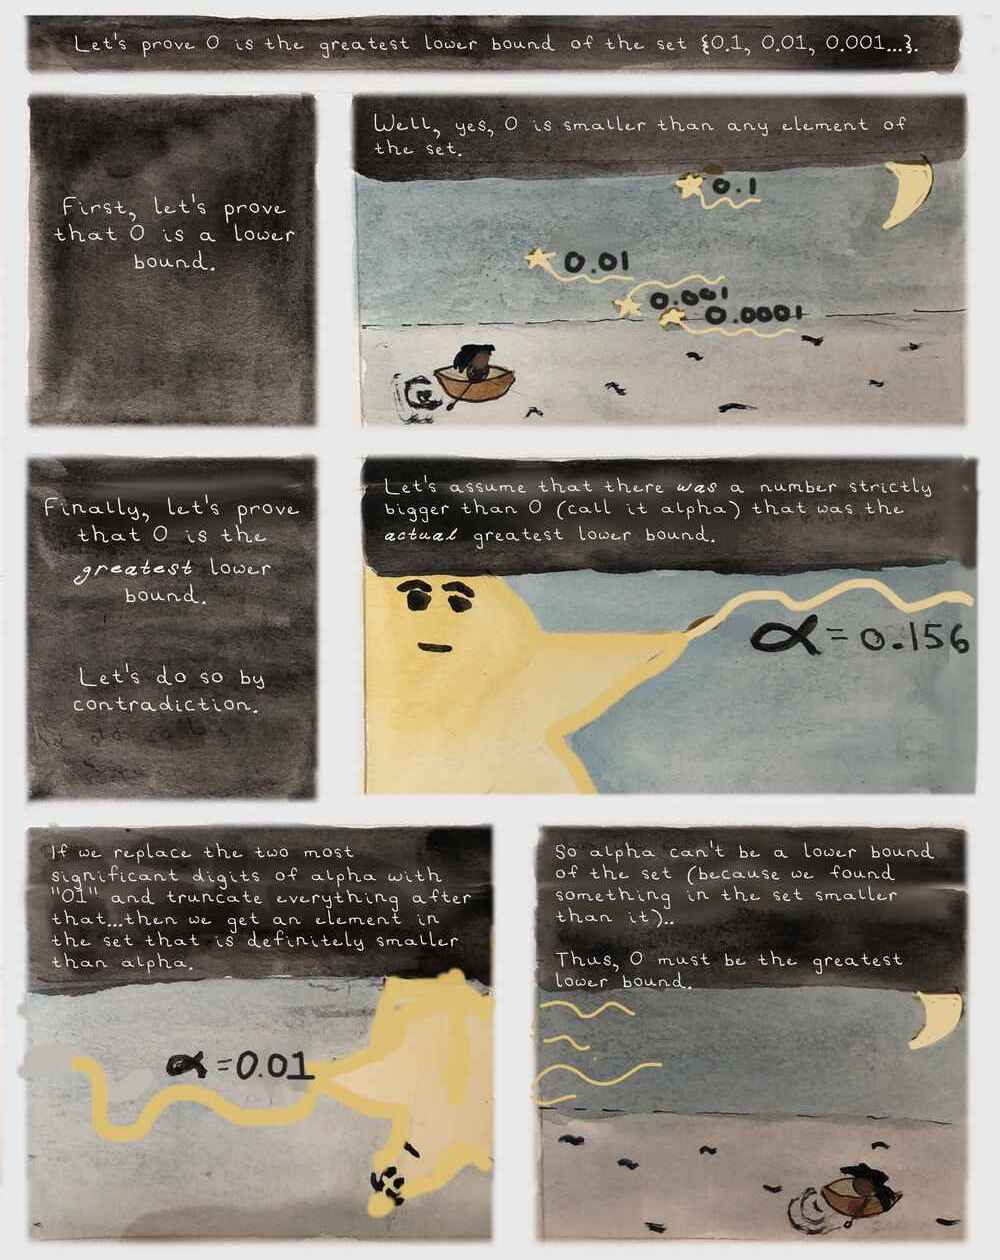 Let's prove 0 is the greatest lower bound of the set {0.1, 0.01, 0.001...}.
First, let's prove
that 0 is a lower
bound.
Well, yes, 0 is smaller than any element of
the set.
0.1
0.01
0.001
0.0001
Finally, let's prove
that 0 is the
greatest lower
bound.
Let's do so by
contradiction.
Let's assume that there was a number strictly
bigger than 0 (call it alpha) that was the
actual greatest lower bound.
α = 0.156
If we replace the two most
significant digits of alpha with
"01" and truncate everything after
that...then we get an element in
the set that is definitely smaller
than alpha.
α = 0.01
So alpha can't be a lower bound
of the set (because we found
something in the set smaller
than it)..
Thus, 0 must be the greatest
lower bound.